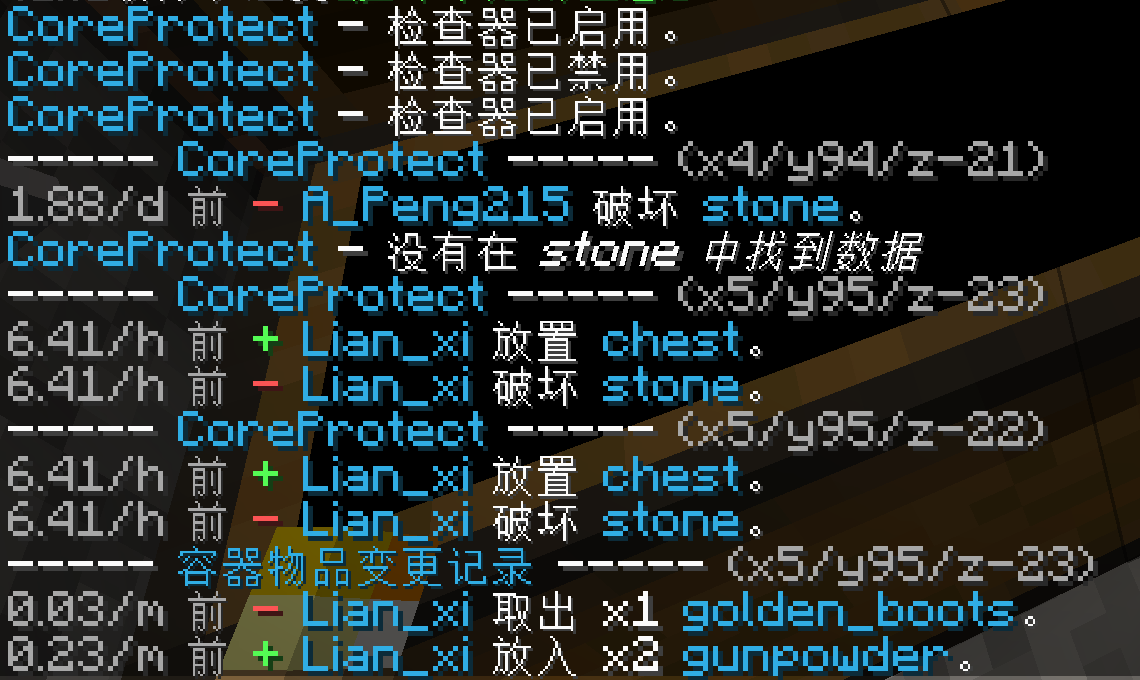 CoreProtect - 检查器已启用。
CoreProtect - 检查器已禁用。
CoreProtect - 检查器已启用。
----- CoreProtect ----- (x4/y94/z-21)
1.88/d 前 - A_Peng215 破坏 stone。
CoreProtect - 没有在 stone 中找到数据
----- CoreProtect ----- (x5/y95/z-23)
6.41/h 前 + Lian_xi 放置 chest。
6.41/h 前 - Lian_xi 破坏 stone。
----- CoreProtect ----- (x5/y95/z-22)
6.41/h 前 + Lian_xi 放置 chest。
6.41/h 前 - Lian_xi 破坏 stone。
----- 容器物品变更记录 ----- (x5/y95/z-23)
0.03/m 前 - Lian_xi 取出 x1 golden_boots。
0.23/m 前 + Lian_xi 放入 x2 gunpowder。